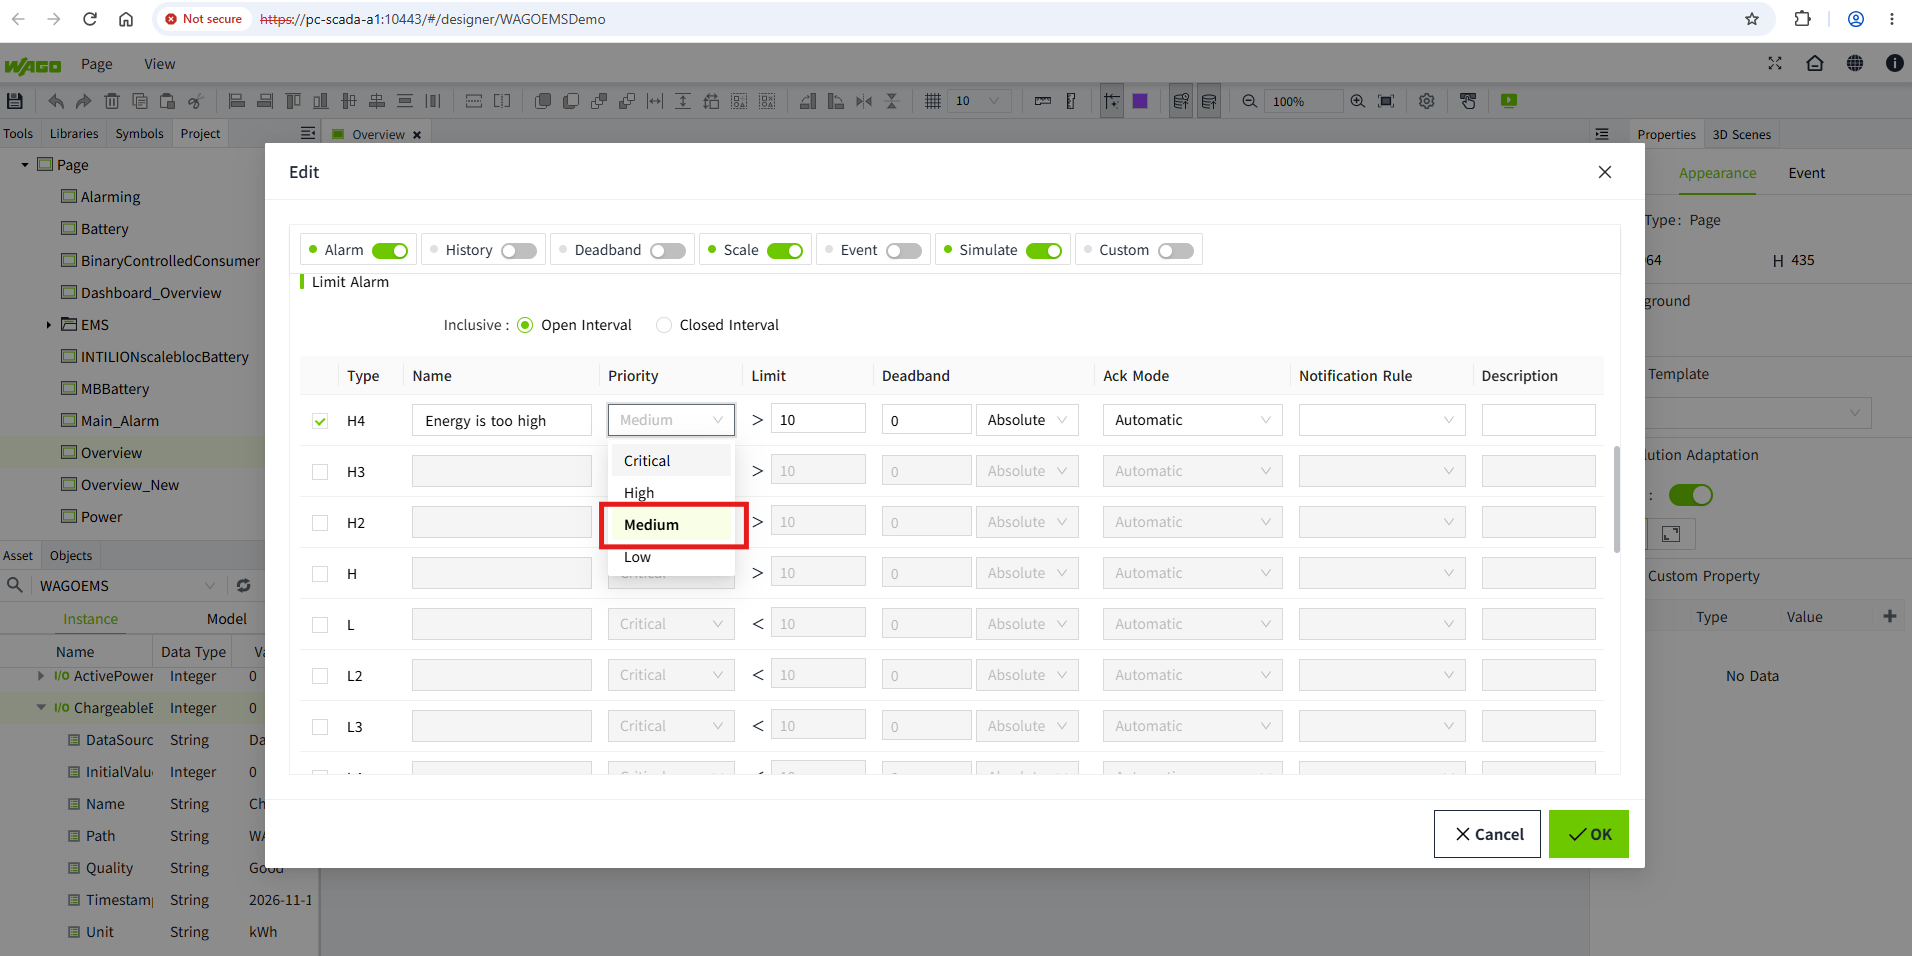 Not secure https://pc-scada-a1:10443/#/designer/WAGOEMSDemo
WAGO Page View
10 100%
Tools Libraries Symbols Project Overview Properties 3D Scenes
Page
Alarming
Battery
BinaryControlledConsumer
Dashboard_Overview
EMS
INTILIONscaleblocBattery
MBBattery
Main_Alarm
Overview
Overview_New
Power
Asset Objects
WAGOEMS
Instance Model
Name Data Type
ActivePower Integer 0
Integer 0
String
Integer 0
Name String
Path String
Quality String Good
String
Unit String kWh
Edit
Alarm History Deadband Scale Event Simulate Custom
Limit Alarm
Inclusive : Open Interval Closed Interval
Type Name Priority Limit Deadband Ack Mode Notification Rule Description
H4 Energy is too high Medium > 10 0 Absolute Automatic
Critical
High
Medium
Low
H3 > 10 0 Absolute Automatic
H2 > 10 0 Absolute Automatic
H Critical > 10 0 Absolute Automatic
L Critical < 10 0 Absolute Automatic
L2 Critical < 10 0 Absolute Automatic
L3 Critical < 10 0 Absolute Automatic
Cancel OK
Appearance Event
Type: Page
64 H 435
ground
Template
ution Adaptation
:
Custom Property
Type Value
No Data